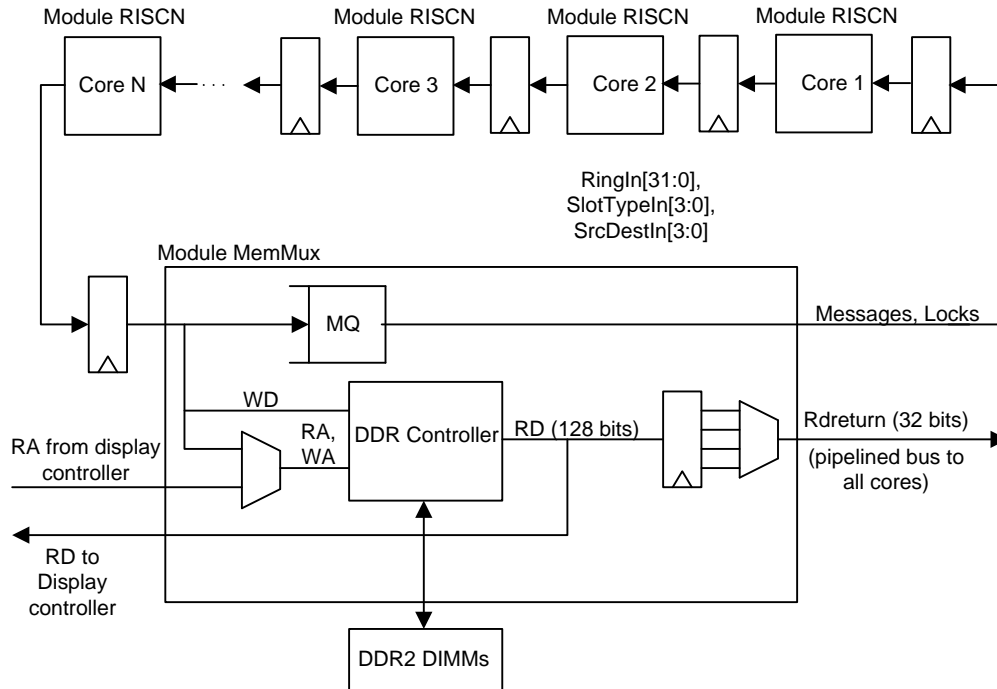 Module RISCN
Module RISCN
Module RISCN
Core N
· · ·
Core 3
Core 2
Core 1
RingIn[31:0],
SlotTypeIn[3:0],
SrcDestIn[3:0]
Module MemMux
MQ
Messages, Locks
WD
RA,
WA
DDR Controller
RD (128 bits)
Rdreturn (32 bits)
(pipelined bus to
all cores)
RA from display
controller
RD to
Display
controller
DDR2 DIMMs